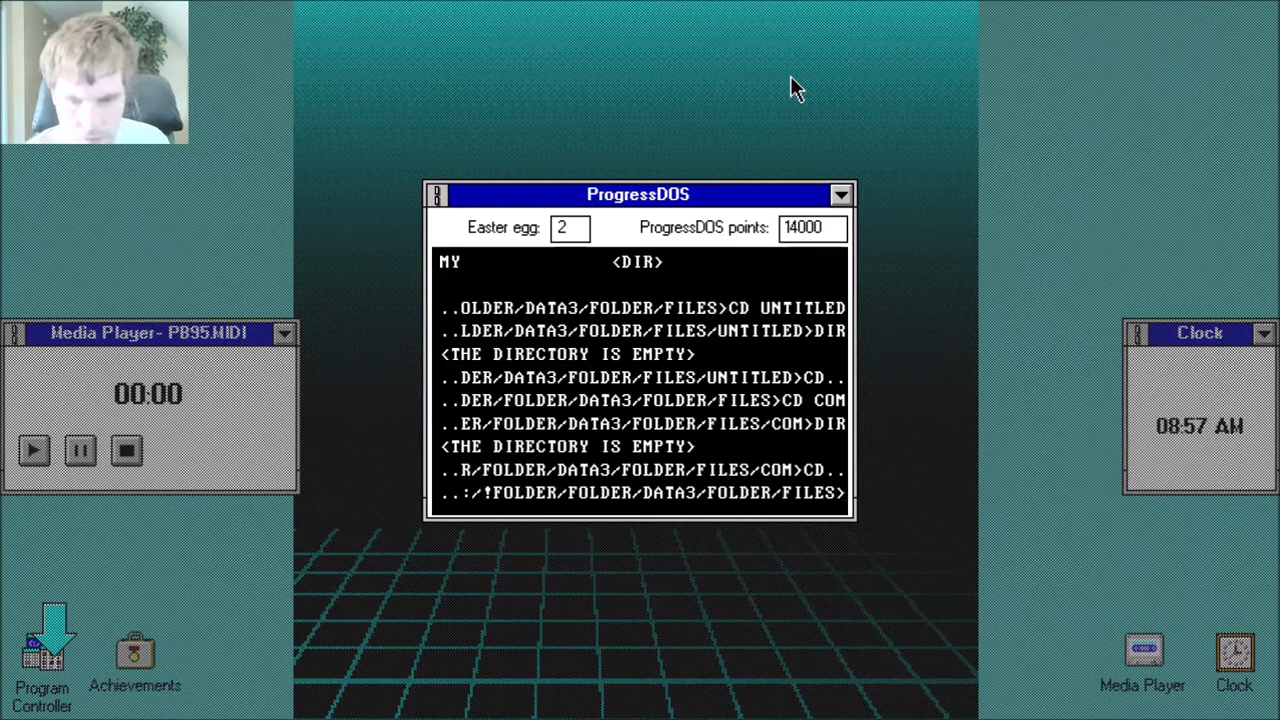 ProgressDOS
Easter egg: 2 ProgressDOS points: 14000
MY <DIR>
..OLDER/DATA3/FOLDER/FILES>CD UNTITLED
..LDER/DATA3/FOLDER/FILES/UNTITLED>DIR
<THE DIRECTORY IS EMPTY>
..DER/DATA3/FOLDER/FILES/UNTITLED>CD..
..DER/FOLDER/DATA3/FOLDER/FILES>CD COM
..ER/FOLDER/DATA3/FOLDER/FILES/COM>DIR
<THE DIRECTORY IS EMPTY>
..R/FOLDER/DATA3/FOLDER/FILES/COM>CD..
..:/!FOLDER/FOLDER/DATA3/FOLDER/FILES>
Media Player- PB95.MIDI
00:00
Clock
08:57 AM
Program
Controller
Achievements
Media Player
Clock